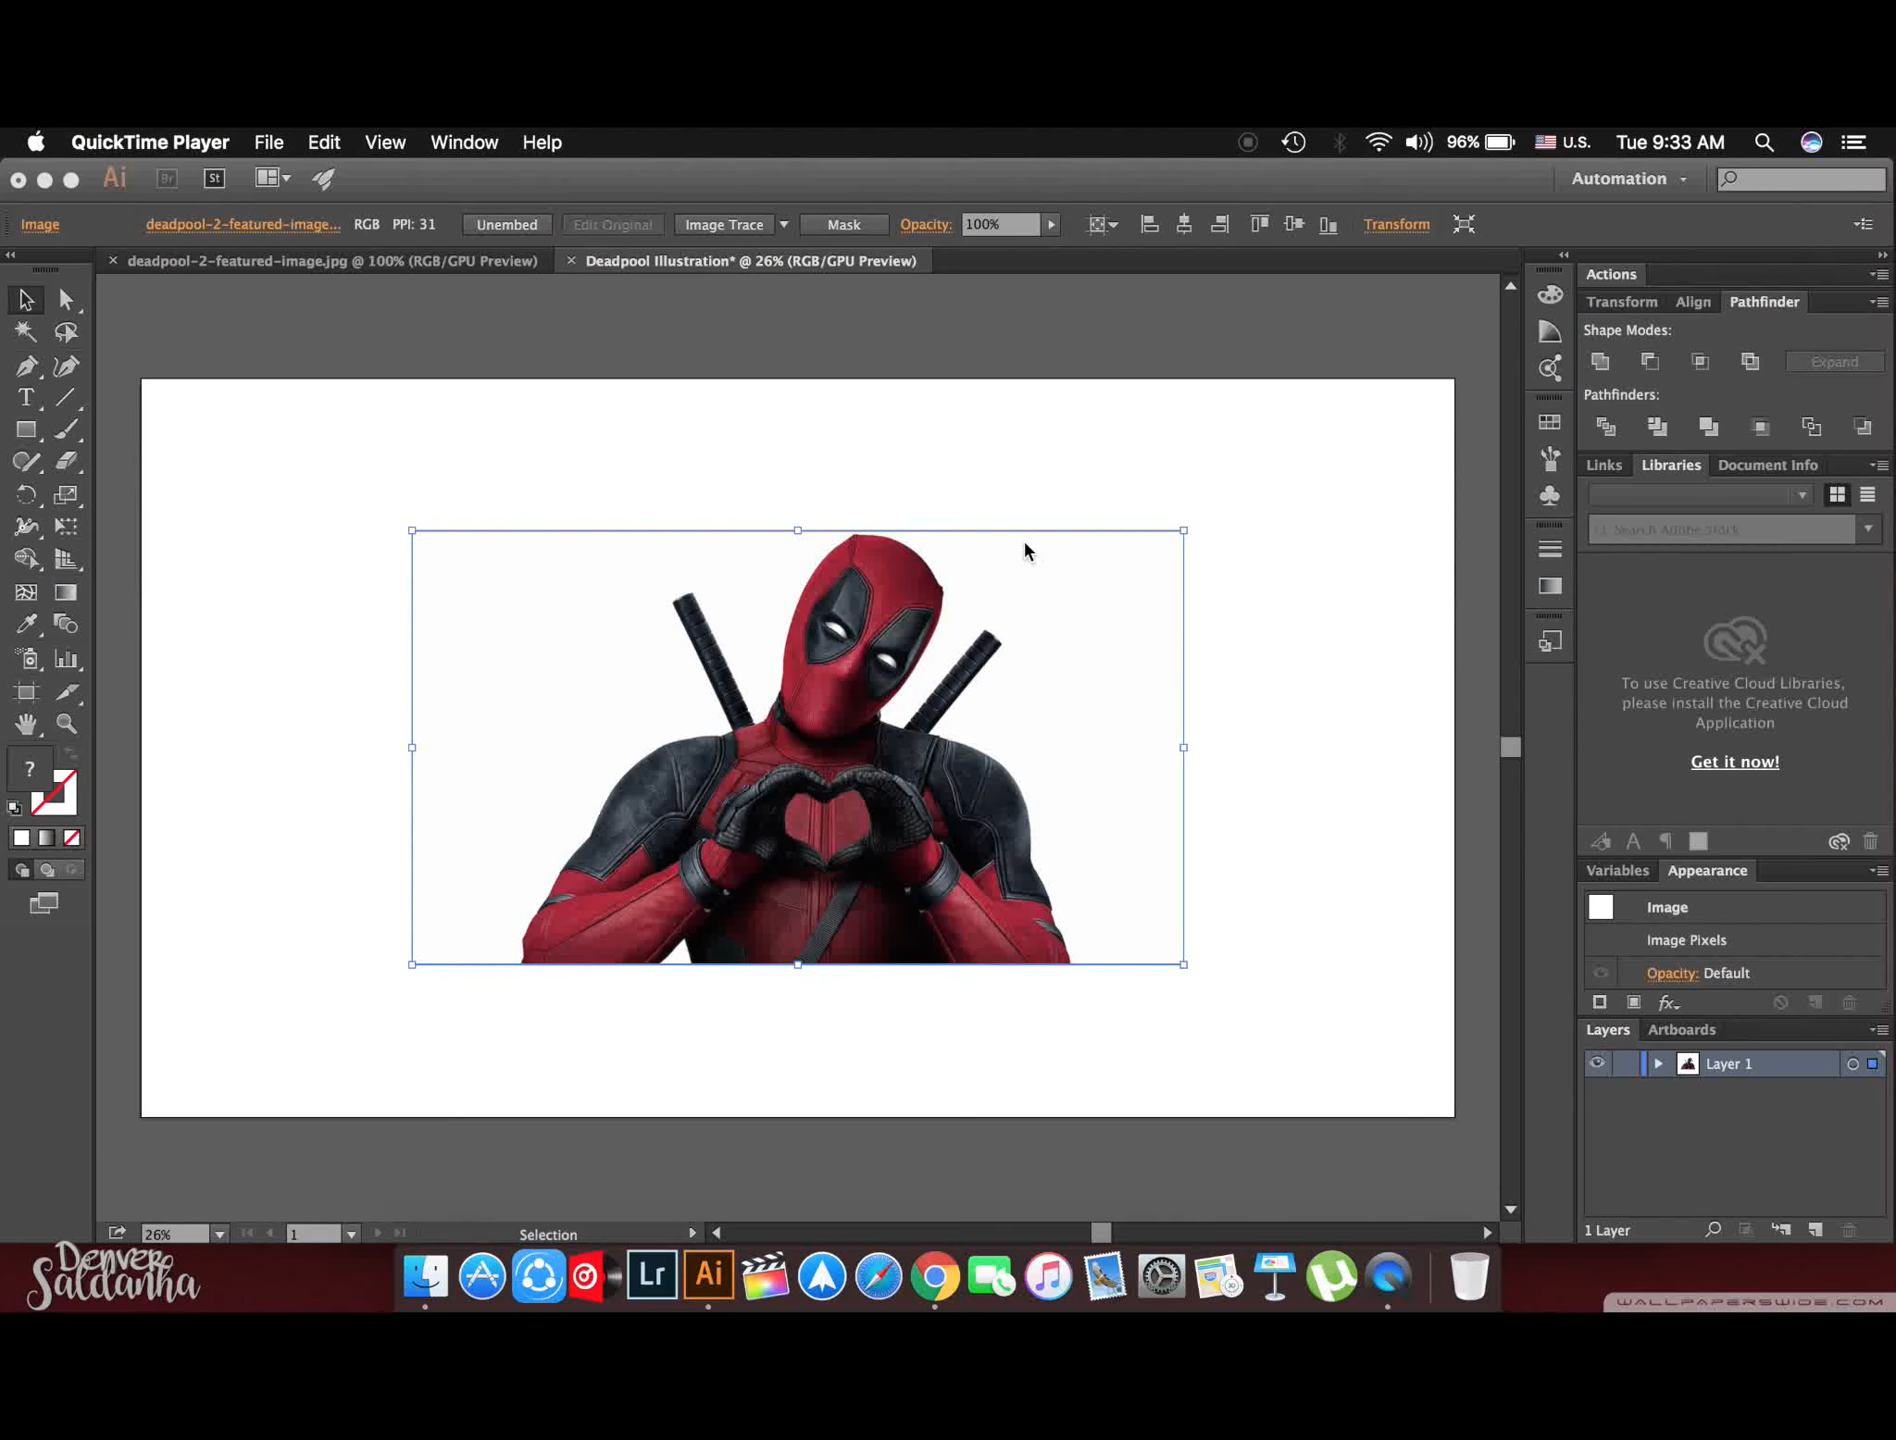 QuickTime Player File Edit View Window Help 96% U.S. Tue 9:33 AM
Ai Br St Automation
Image deadpool-2-featured-image... RGB PPI: 31 Unembed Edit Original Image Trace Mask Opacity: 100% Transform
× deadpool-2-featured-image.jpg @ 100% (RGB/GPU Preview) × Deadpool Illustration* @ 26% (RGB/GPU Preview)
Actions
Transform Align Pathfinder
Shape Modes:
Expand
Pathfinders:
Links Libraries Document Info
Search Adobe Stock
To use Creative Cloud Libraries,
please install the Creative Cloud
Application
Get it now!
T
?
Variables Appearance
Image
Image Pixels
Opacity: Default
fx
Layers Artboards
Layer 1
1 Layer
26% 1 Selection
Denver
Saldanha
Lr Ai
WALLPAPERSWIDE.COM